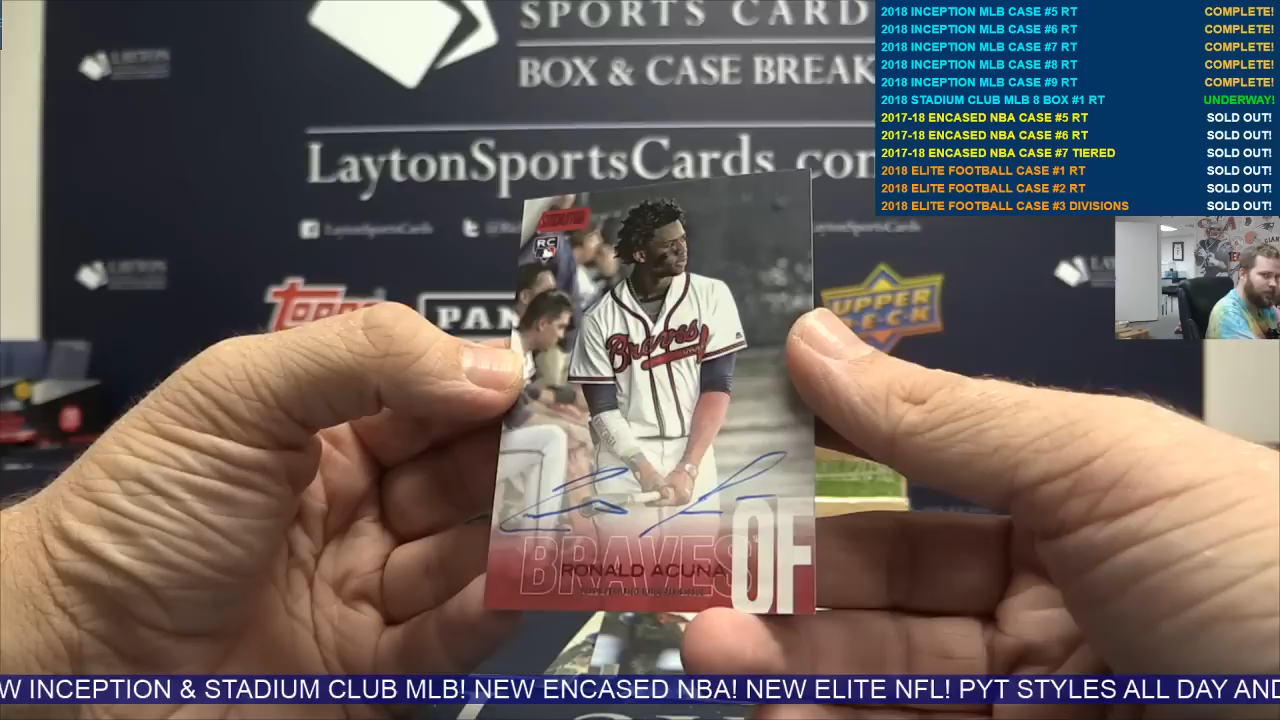 SPORTS CARD
BOX & CASE BREAK
LaytonSportsCards.com
LaytonSportsCards
LAYTON
LAYTON
Topps
PANI
UPPER
DECK
RC
Braves
BRAVES
OF
RONALD ACUNA
2018 INCEPTION MLB CASE #5 RT COMPLETE!
2018 INCEPTION MLB CASE #6 RT COMPLETE!
2018 INCEPTION MLB CASE #7 RT COMPLETE!
2018 INCEPTION MLB CASE #8 RT COMPLETE!
2018 INCEPTION MLB CASE #9 RT COMPLETE!
2018 STADIUM CLUB MLB 8 BOX #1 RT UNDERWAY!
2017-18 ENCASED NBA CASE #5 RT SOLD OUT!
2017-18 ENCASED NBA CASE #6 RT SOLD OUT!
2017-18 ENCASED NBA CASE #7 TIERED SOLD OUT!
2018 ELITE FOOTBALL CASE #1 RT SOLD OUT!
2018 ELITE FOOTBALL CASE #2 RT SOLD OUT!
2018 ELITE FOOTBALL CASE #3 DIVISIONS SOLD OUT!
W INCEPTION & STADIUM CLUB MLB! NEW ENCASED NBA! NEW ELITE NFL! PYT STYLES ALL DAY AND